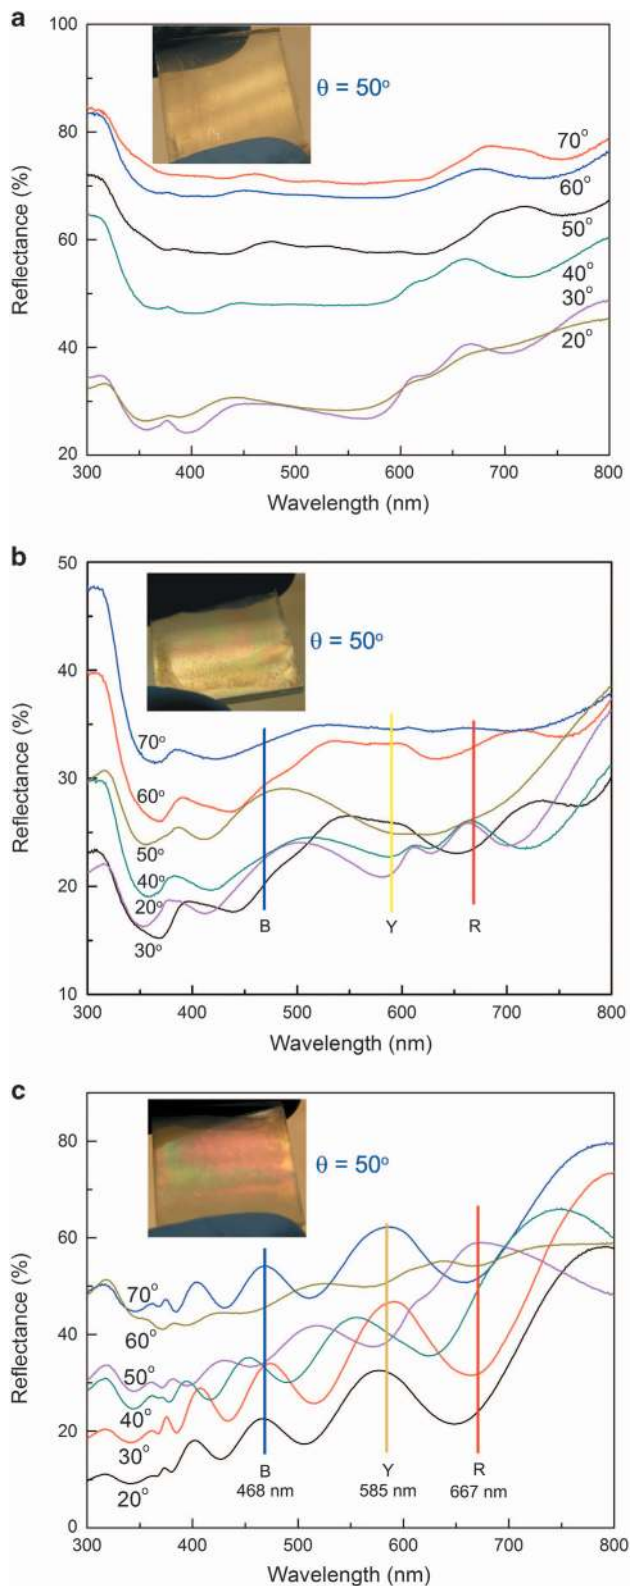 a
100
80
60
40
20
Reflectance (%)
θ = 50°
70°
60°
50°
40°
30°
20°
300 400 500 600 700 800
Wavelength (nm)
b
50
40
30
20
10
Reflectance (%)
θ = 50°
70°
60°
50°
40°
20°
30°
B Y R
300 400 500 600 700 800
Wavelength (nm)
c
80
60
40
20
0
Reflectance (%)
θ = 50°
70°
60°
50°
40°
30°
20°
B Y R
468 nm 585 nm 667 nm
300 400 500 600 700 800
Wavelength (nm)